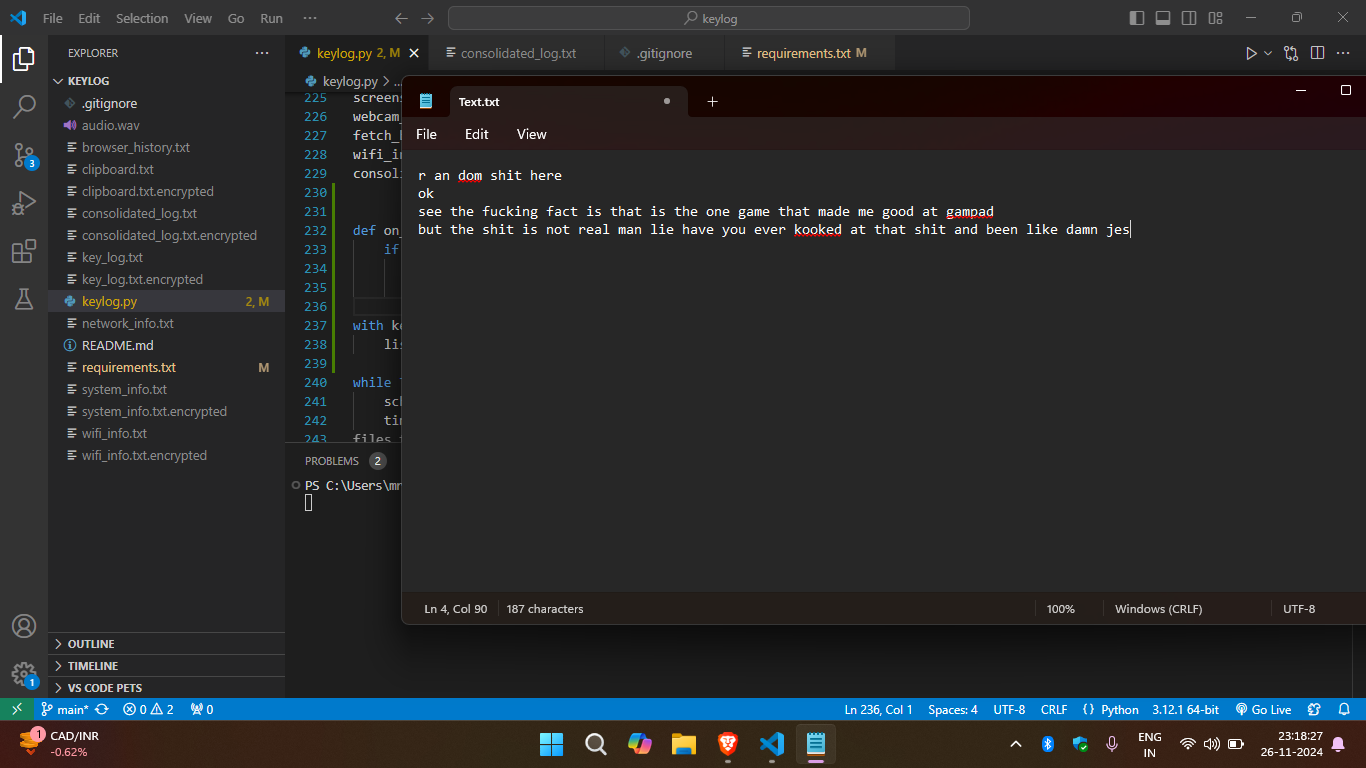 File Edit Selection View Go Run ··· keylog
EXPLORER ···
KEYLOG
.gitignore
audio.wav
browser_history.txt
clipboard.txt
clipboard.txt.encrypted
consolidated_log.txt
consolidated_log.txt.encrypted
key_log.txt
key_log.txt.encrypted
keylog.py 2, M
network_info.txt
README.md
requirements.txt M
system_info.txt
system_info.txt.encrypted
wifi_info.txt
wifi_info.txt.encrypted
OUTLINE
TIMELINE
VS CODE PETS
3
1
keylog.py 2, M consolidated_log.txt .gitignore requirements.txt M
keylog.py > ...
225 screens
226 webcam_
227 fetch_
228 wifi_in
229 consol
230
231
232 def on_
233 if
234
235
236
237 with ke
238 lis
239
240 while
241 sch
242 tim
243 files
PROBLEMS 2
PS C:\Users\mr
Text.txt
File Edit View
r an dom shit here
ok
see the fucking fact is that is the one game that made me good at gampad
but the shit is not real man lie have you ever kooked at that shit and been like damn jes
Ln 4, Col 90 187 characters 100% Windows (CRLF) UTF-8
main* 0 2 0 Ln 236, Col 1 Spaces: 4 UTF-8 CRLF { } Python 3.12.1 64-bit Go Live
1 CAD/INR
-0.62%
ENG
IN
23:18:27
26-11-2024